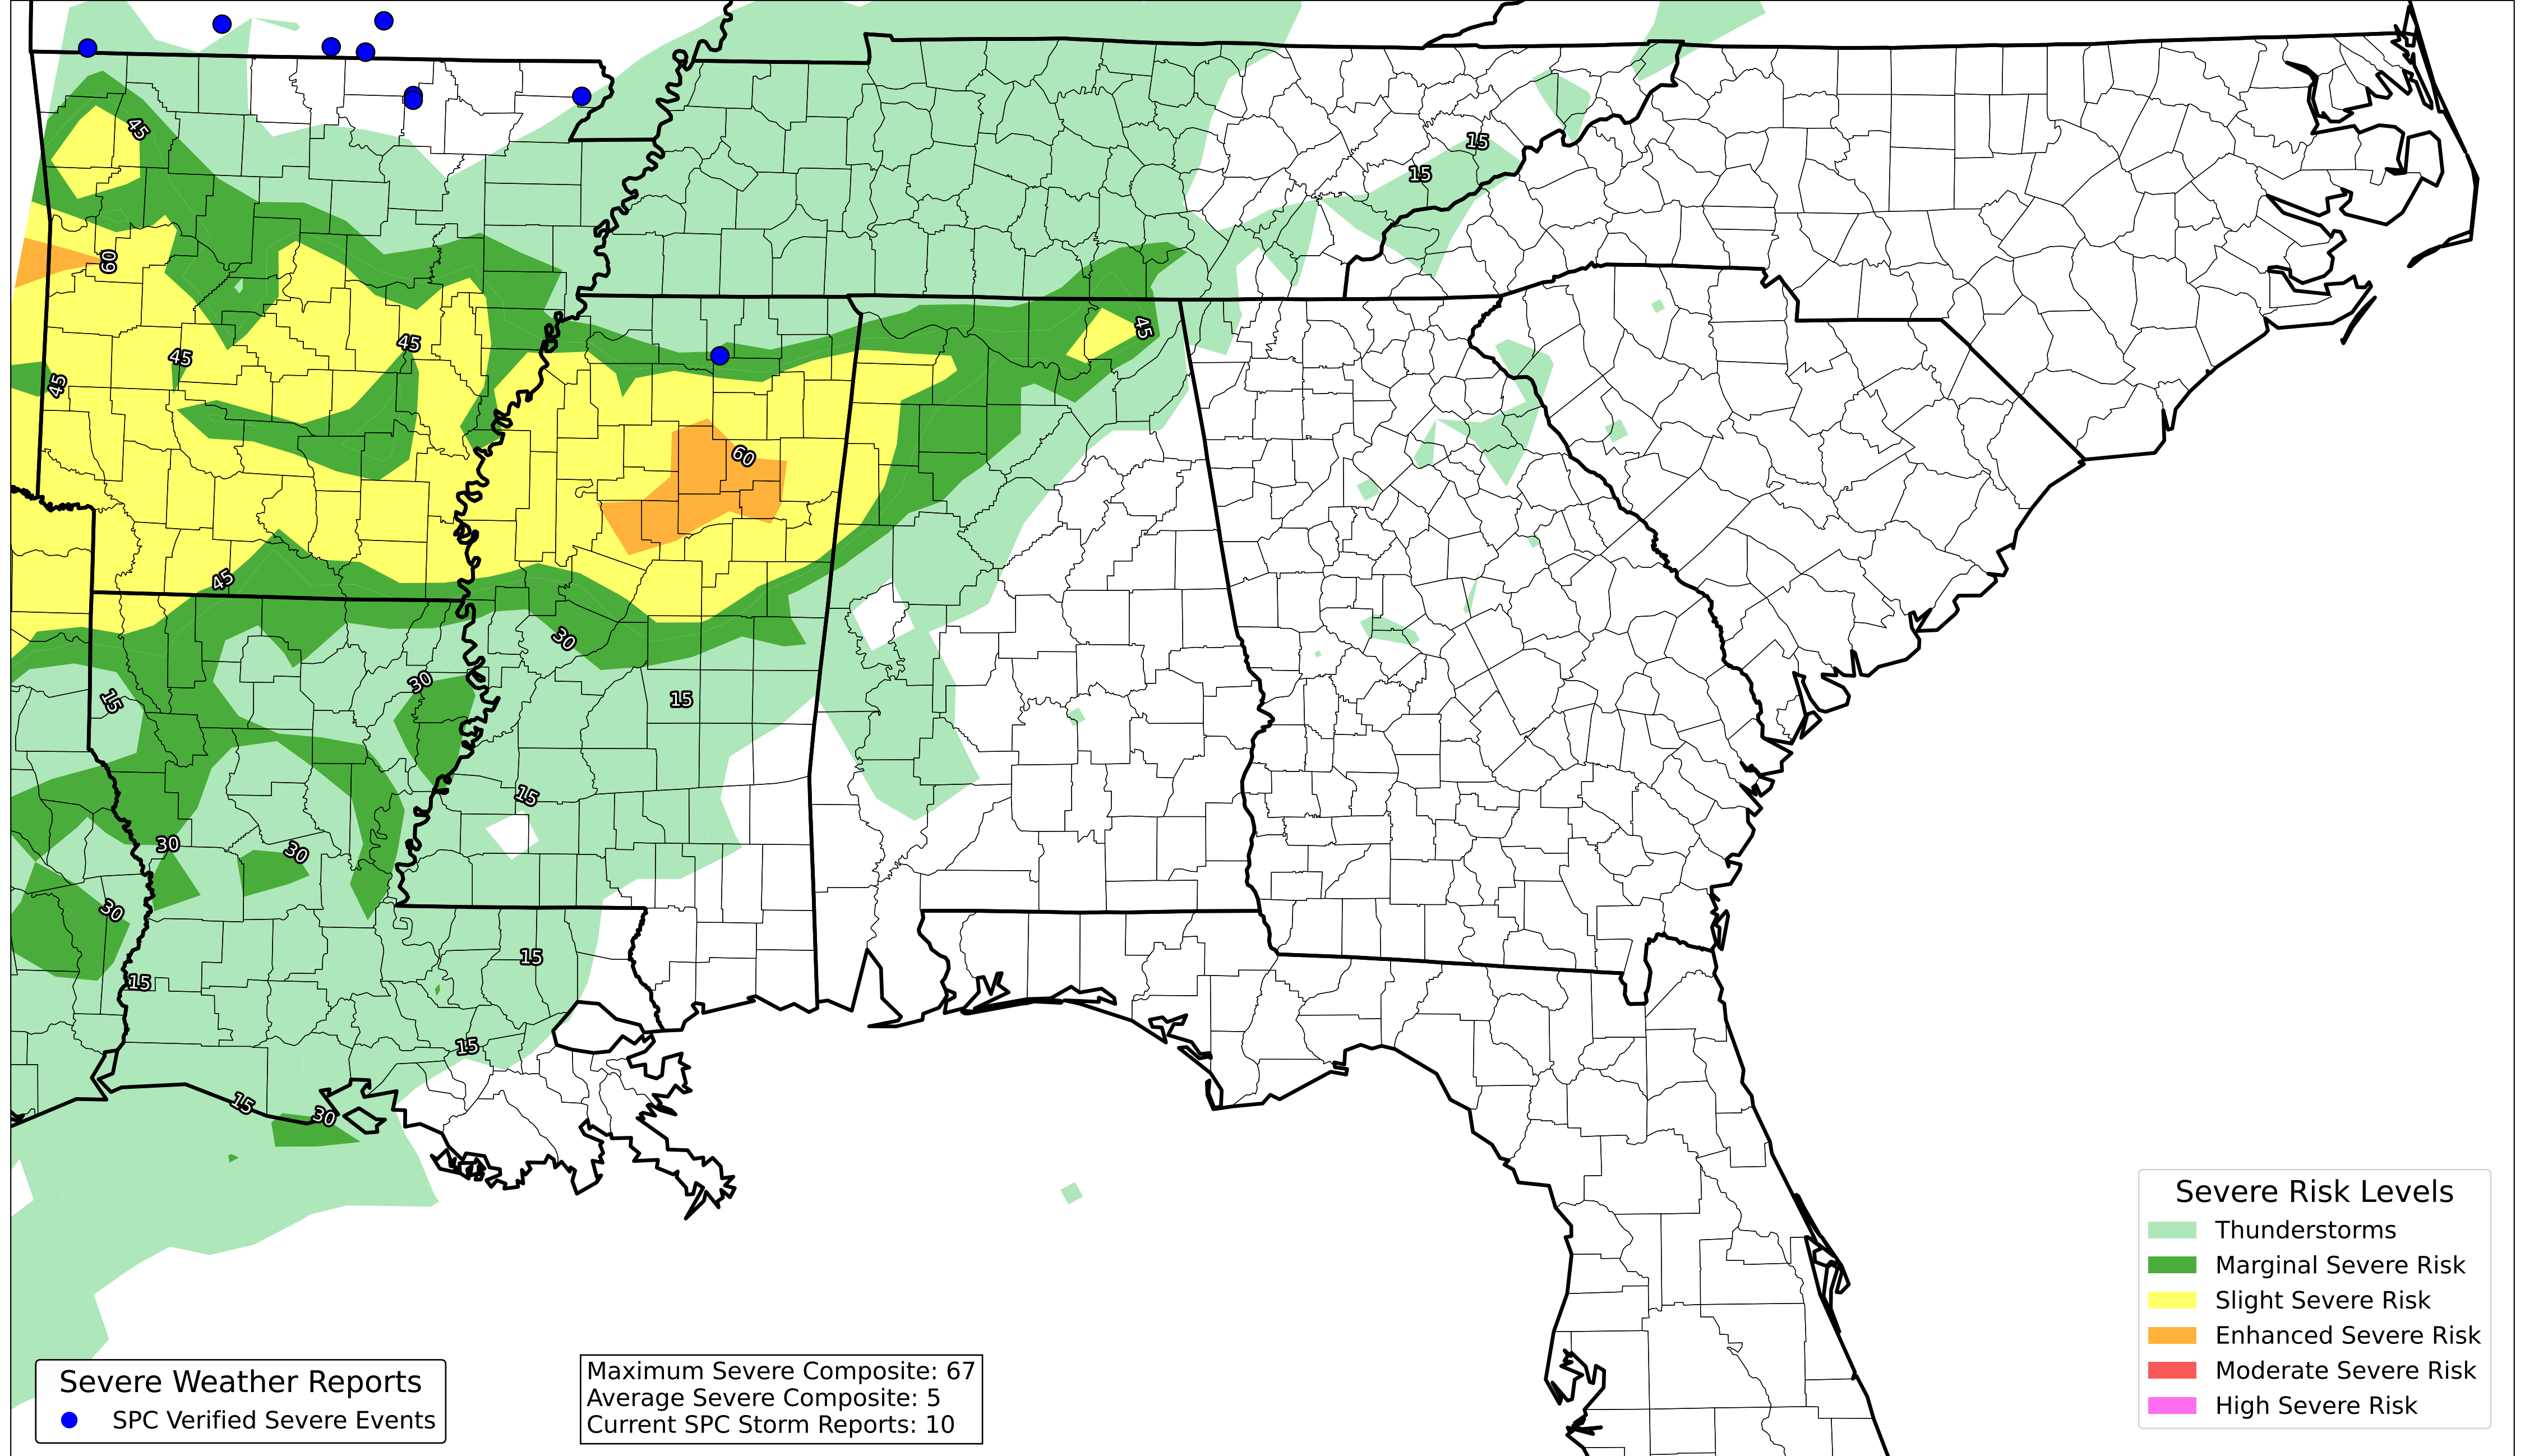 45
15
15
60
45
45
45
45
60
45
30
30
15
15
15
30
30
30
15
15
15
15
30
Severe Risk Levels
Thunderstorms
Marginal Severe Risk
Slight Severe Risk
Enhanced Severe Risk
Moderate Severe Risk
High Severe Risk
Severe Weather Reports
SPC Verified Severe Events
Maximum Severe Composite: 67
Average Severe Composite: 5
Current SPC Storm Reports: 10